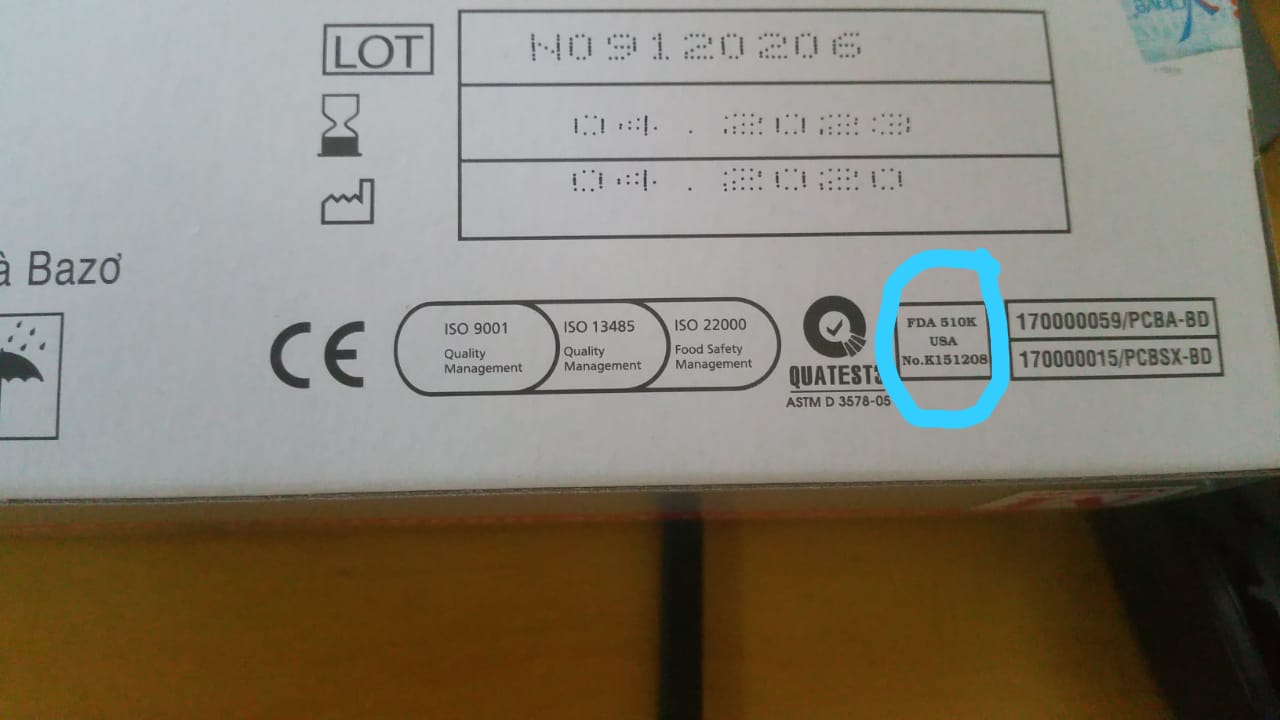 LOT
N09120206
04.2023
04.2020
à Bazơ
CE
ISO 9001
Quality
Management
ISO 13485
Quality
Management
ISO 22000
Food Safety
Management
QUATEST3
ASTM D 3578-05
FDA 510K
USA
No.K151208
170000059/PCBA-BD
170000015/PCBSX-BD